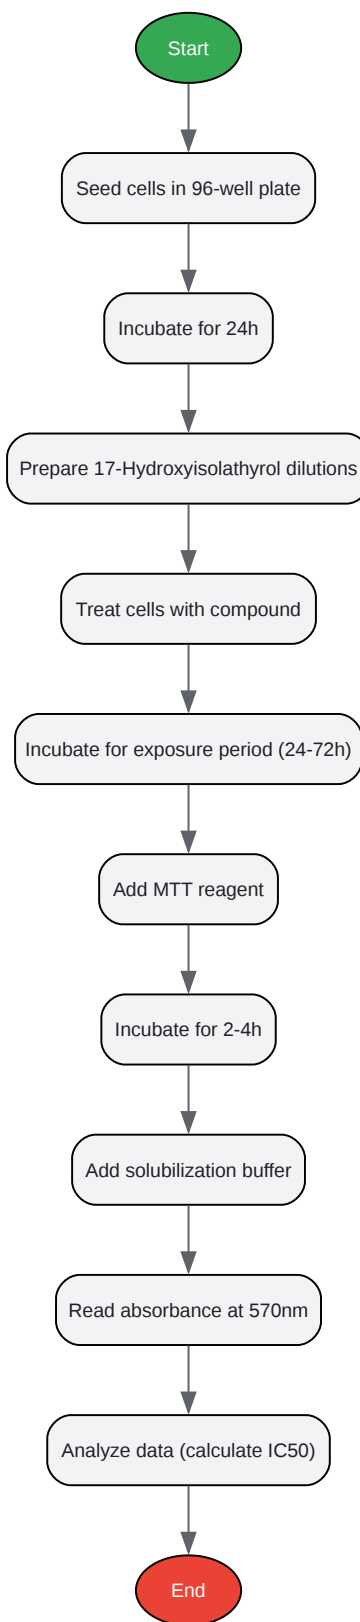 Start
Seed cells in 96-well plate
Incubate for 24h
Prepare 17-Hydroxyisolathyrol dilutions
Treat cells with compound
Incubate for exposure period (24-72h)
Add MTT reagent
Incubate for 2-4h
Add solubilization buffer
Read absorbance at 570nm
Analyze data (calculate IC50)
End